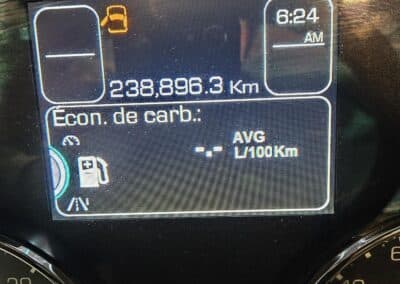 6:24
AM
238,896.3 Km
Écon. de carb.:
AVG
-.- L/100Km